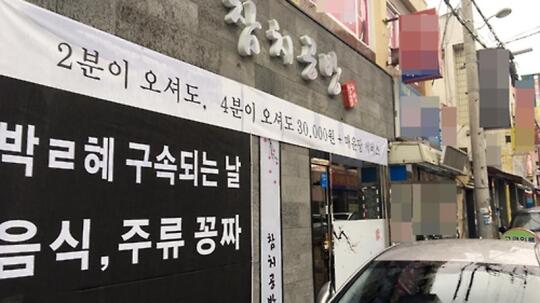 참치공방
2분이 오셔도, 4분이 오셔도 30,000원 + 매운탕 서비스
박ㄹ혜 구속되는 날
음식, 주류 꽁짜
참치공방